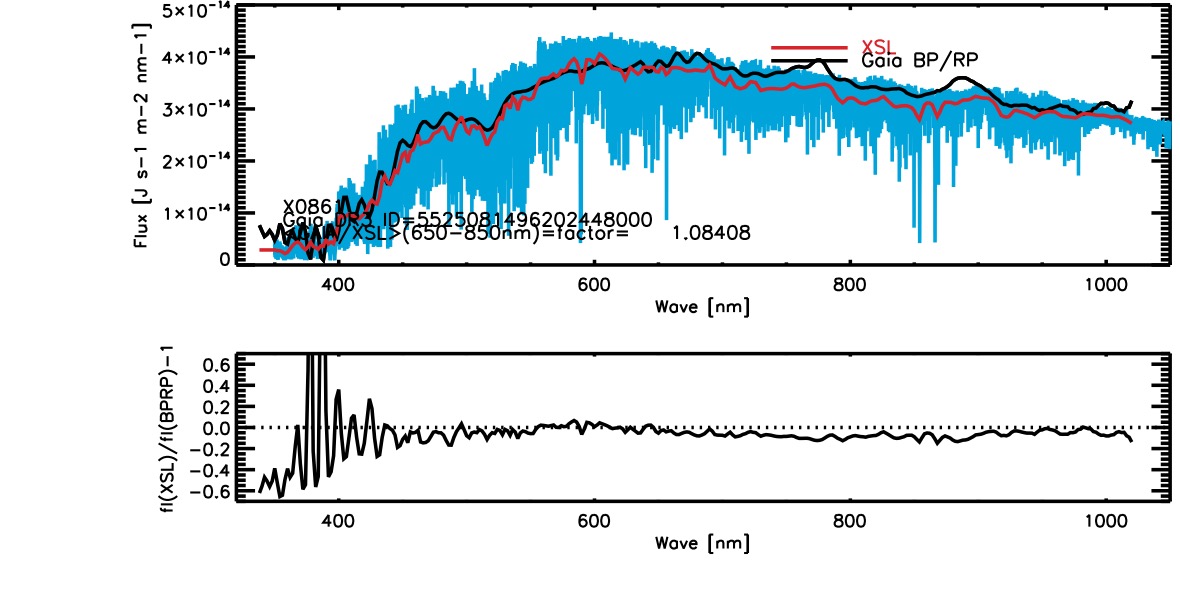 5×10⁻¹⁴
4×10⁻¹⁴
3×10⁻¹⁴
2×10⁻¹⁴
1×10⁻¹⁴
0
Flux [J s-1 m-2 nm-1]
XSL
Gaia BP/RP
X086
Gaia DR3 ID=5525081496202448000
/XSL>(650-850nm)=factor= 1.08408
400 600 800 1000
Wave [nm]
0.6
0.4
0.2
0.0
-0.2
-0.4
-0.6
fl(XSL)/fl(BPRP)-1
400 600 800 1000
Wave [nm]